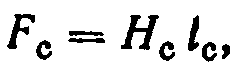 F_c = H_c l_c,